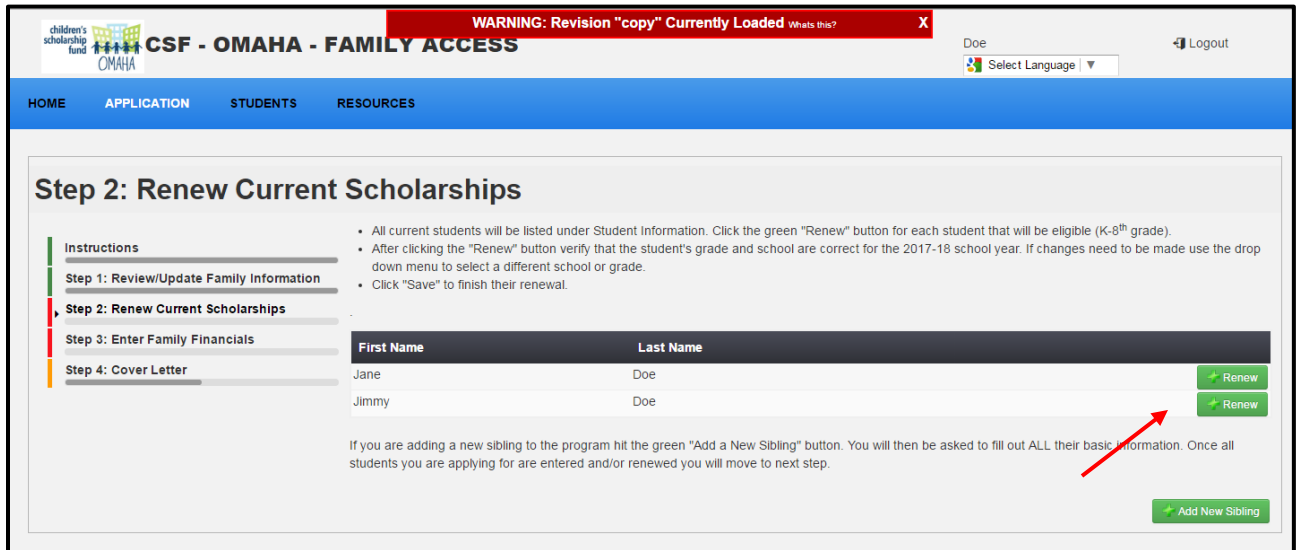 WARNING: Revision "copy" Currently Loaded Whats this? X
children's
scholarship
fund
OMAHA
CSF - OMAHA - FAMILY ACCESS
Doe
Logout
Select Language ▼
HOME APPLICATION STUDENTS RESOURCES
Step 2: Renew Current Scholarships
Instructions
Step 1: Review/Update Family Information
Step 2: Renew Current Scholarships
Step 3: Enter Family Financials
Step 4: Cover Letter
• All current students will be listed under Student Information. Click the green "Renew" button for each student that will be eligible (K-8th grade).
• After clicking the "Renew" button verify that the student's grade and school are correct for the 2017-18 school year. If changes need to be made use the drop
down menu to select a different school or grade.
• Click "Save" to finish their renewal.
.
First Name Last Name
Jane Doe Renew
Jimmy Doe Renew
If you are adding a new sibling to the program hit the green "Add a New Sibling" button. You will then be asked to fill out ALL their basic information. Once all
students you are applying for are entered and/or renewed you will move to next step.
Add New Sibling